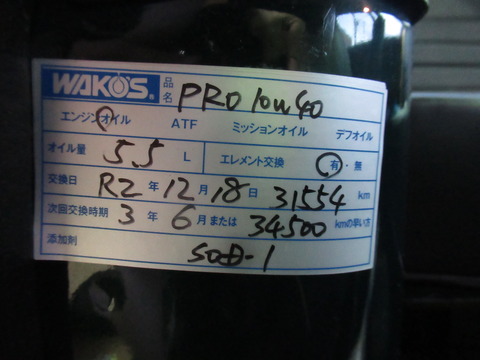 WAKO'S 品名 PRO 10w40
エンジンオイル ATF ミッションオイル デフオイル
オイル量 5.5 L エレメント交換 有・無
交換日 R2 年 12 月 18 日 31554 km
次回交換時期 3 年 6 月または 34500 kmの早い方
添加剤 SOD-1